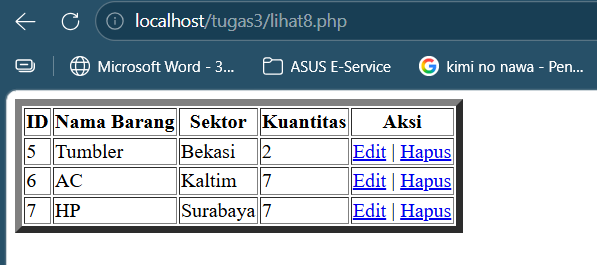 localhost/tugas3/lihat8.php
Microsoft Word - 3... ASUS E-Service kimi no nawa - Pen...
ID Nama Barang Sektor Kuantitas Aksi
5 Tumbler Bekasi 2 Edit | Hapus
6 AC Kaltim 7 Edit | Hapus
7 HP Surabaya 7 Edit | Hapus